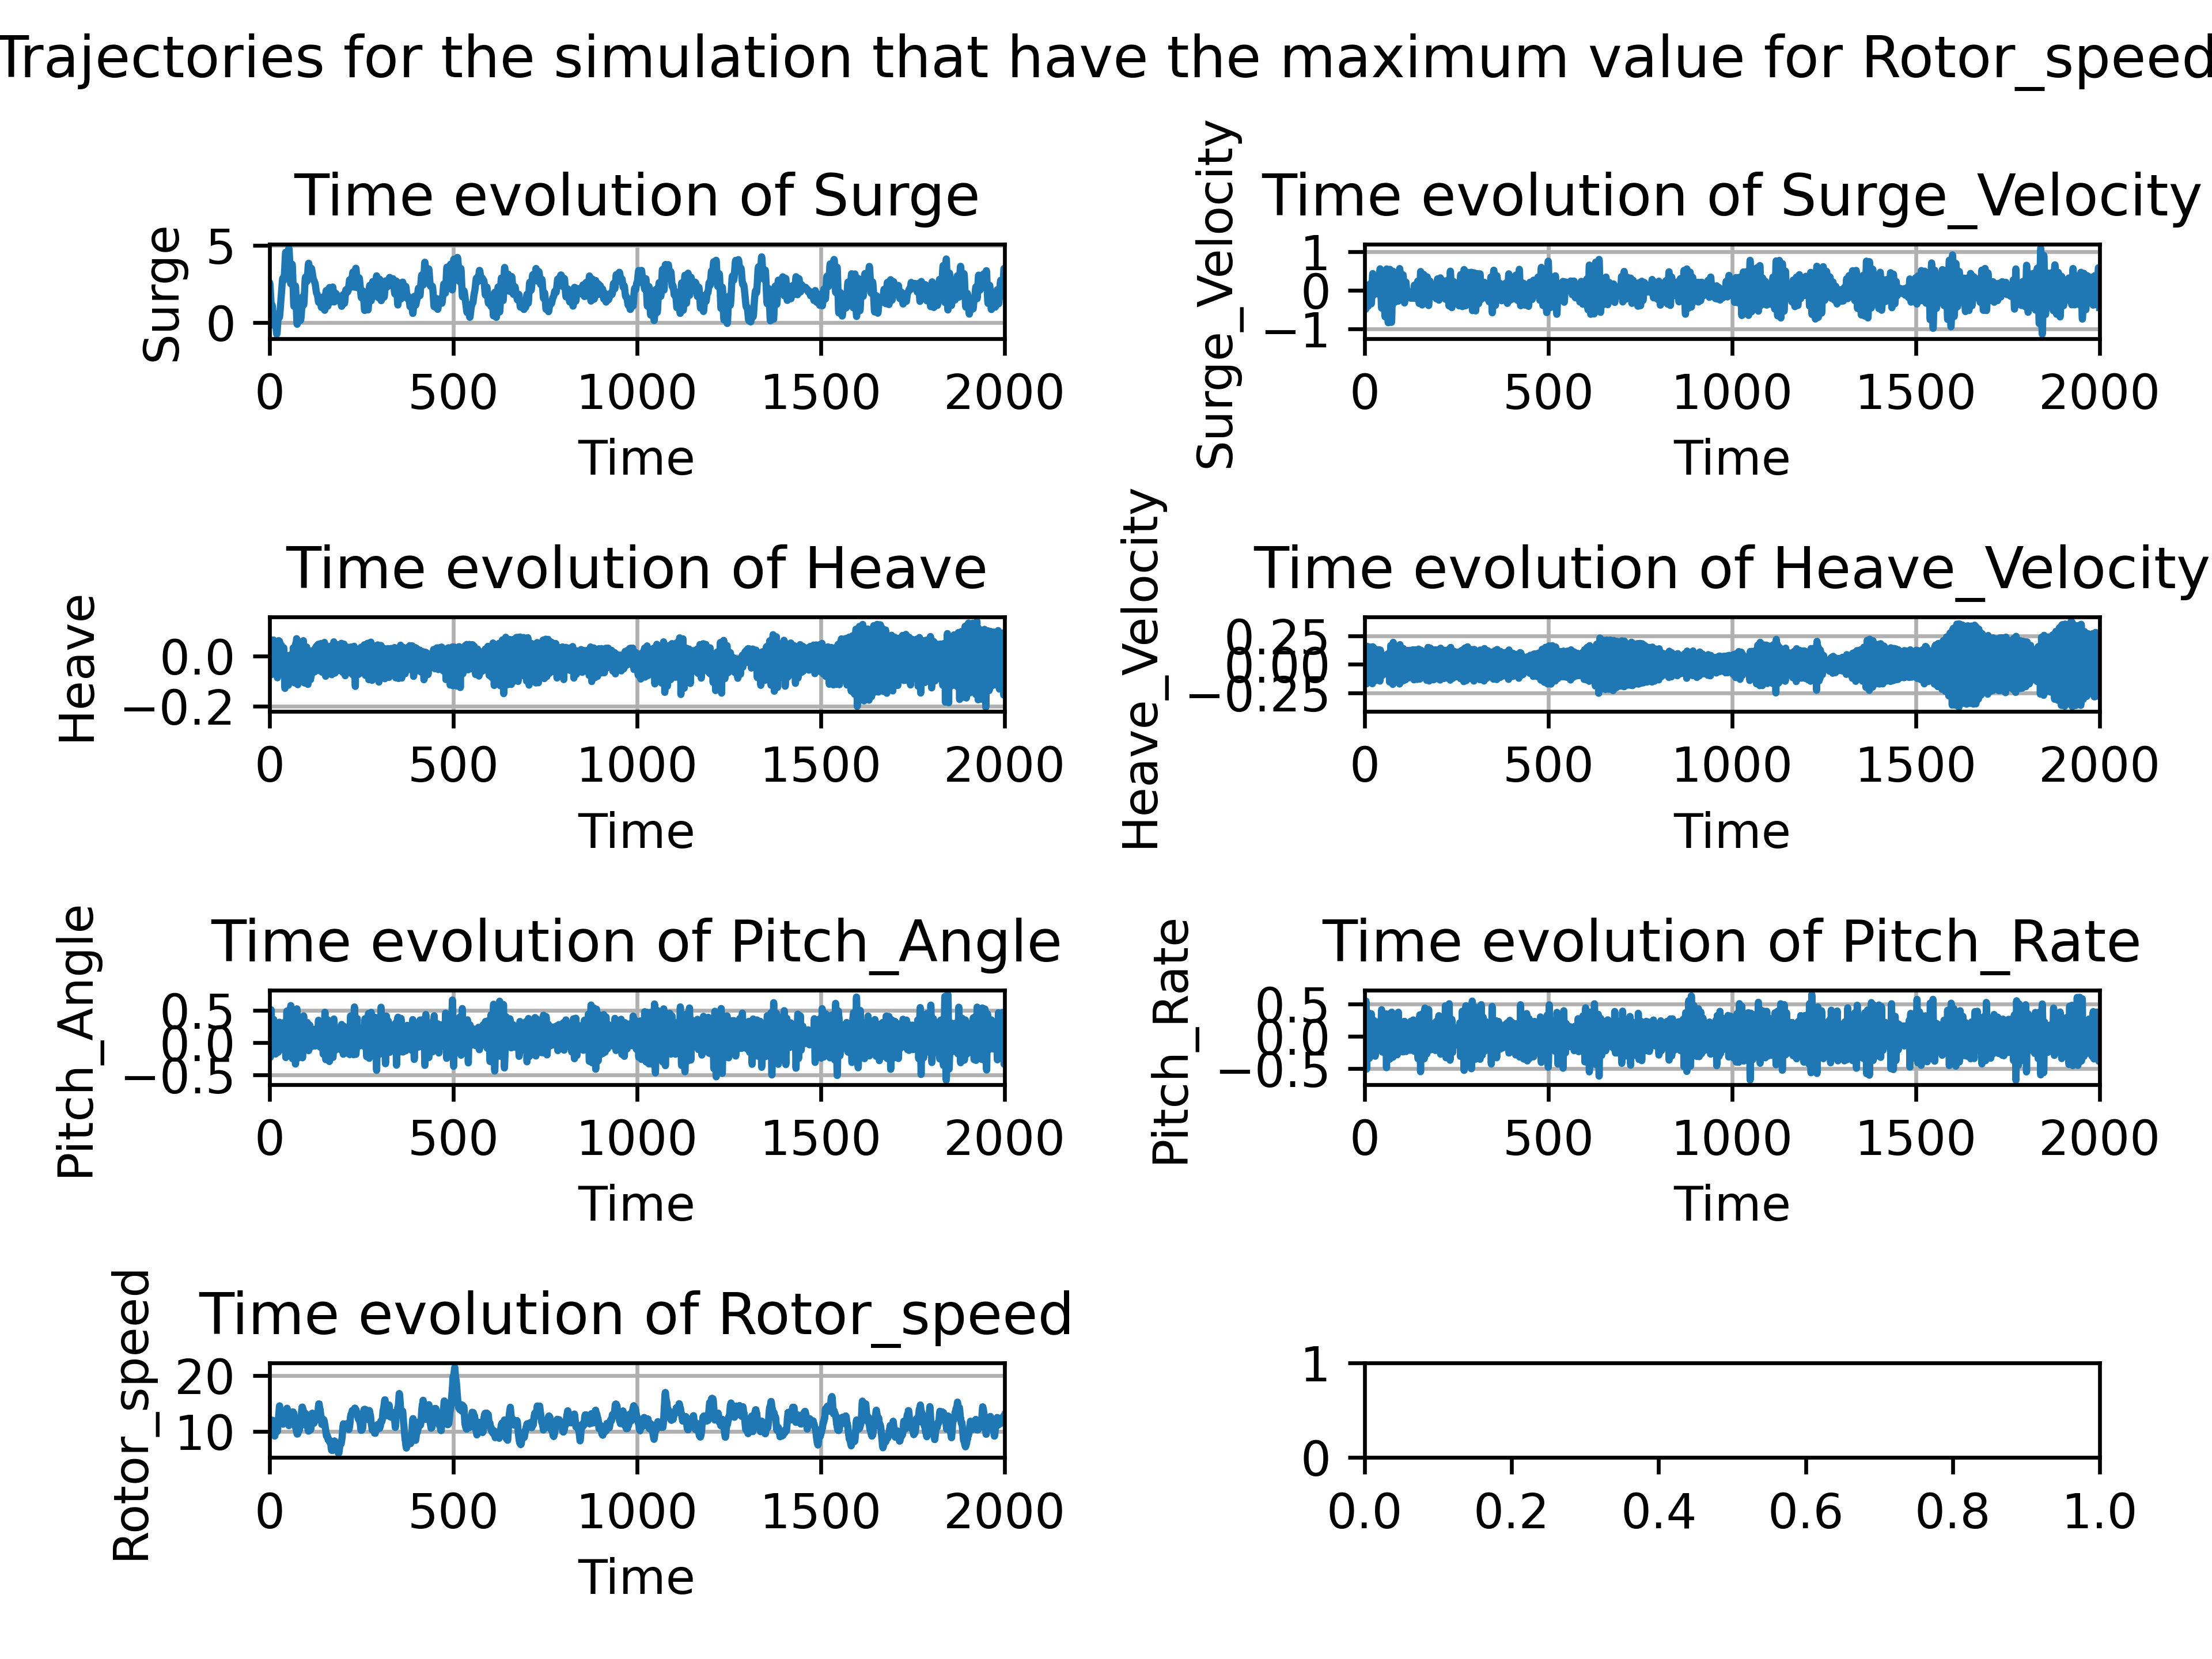 Trajectories for the simulation that have the maximum value for Rotor_speed
Time evolution of Surge
Surge
5
0
0 500 1000 1500 2000
Time
Time evolution of Surge_Velocity
Surge_Velocity
1
0
−1
0 500 1000 1500 2000
Time
Time evolution of Heave
Heave
0.0
−0.2
0 500 1000 1500 2000
Time
Time evolution of Heave_Velocity
Heave_Velocity
0.25
0.00
−0.25
0 500 1000 1500 2000
Time
Time evolution of Pitch_Angle
Pitch_Angle
0.5
0.0
−0.5
0 500 1000 1500 2000
Time
Time evolution of Pitch_Rate
Pitch_Rate
0.5
0.0
−0.5
0 500 1000 1500 2000
Time
Time evolution of Rotor_speed
Rotor_speed
20
10
0 500 1000 1500 2000
Time
1
0
0.0 0.2 0.4 0.6 0.8 1.0